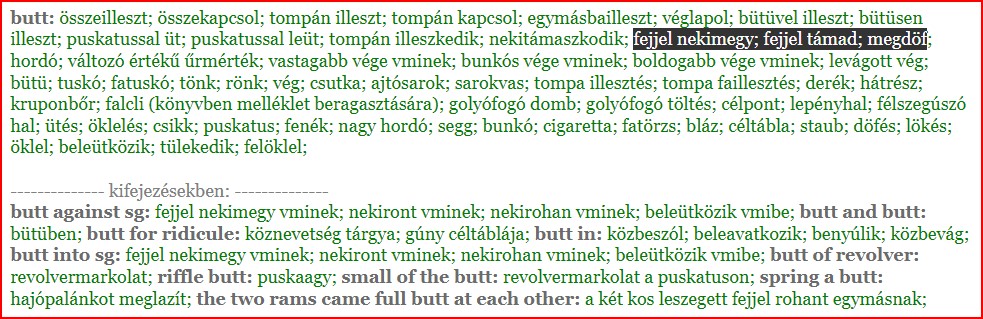 butt: összeilleszt; összekapcsol; tompán illeszt; tompán kapcsol; egymásbailleszt; véglapol; bütüvel illeszt; bütüsen
illeszt; puskatussal üt; puskatussal leüt; tompán illeszkedik; nekitámaszkodik; fejjel nekimegy; fejjel támad; megdöf;
hordó; változó értékű űrmérték; vastagabb vége vminek; bunkós vége vminek; boldogabb vége vminek; levágott vég;
bütü; tuskó; fatuskó; tönk; rönk; vég; csutka; ajtósarok; sarokvas; tompa illesztés; tompa faillesztés; derék; hátrész;
kruponbőr; falcli (könyvben melléklet beragasztására); golyófogó domb; golyófogó töltés; célpont; lepényhal; félszegúszó
hal; ütés; öklelés; csikk; puskatus; fenék; nagy hordó; segg; bunkó; cigaretta; fatörzs; bláz; céltábla; staub; döfés; lökés;
öklel; beleütközik; tülekedik; felöklel;
-------------- kifejezésekben: --------------
butt against sg: fejjel nekimegy vminek; nekiront vminek; nekirohan vminek; beleütközik vmibe; butt and butt:
bütüben; butt for ridicule: köznevetség tárgya; gúny céltáblája; butt in: közbeszól; beleavatkozik; benyúlik; közbevág;
butt into sg: fejjel nekimegy vminek; nekiront vminek; nekirohan vminek; beleütközik vmibe; butt of revolver:
revolvermarkolat; riffle butt: puskaagy; small of the butt: revolvermarkolat a puskatuson; spring a butt:
hajópalánkot meglazít; the two rams came full butt at each other: a két kos leszegett fejjel rohant egymásnak;